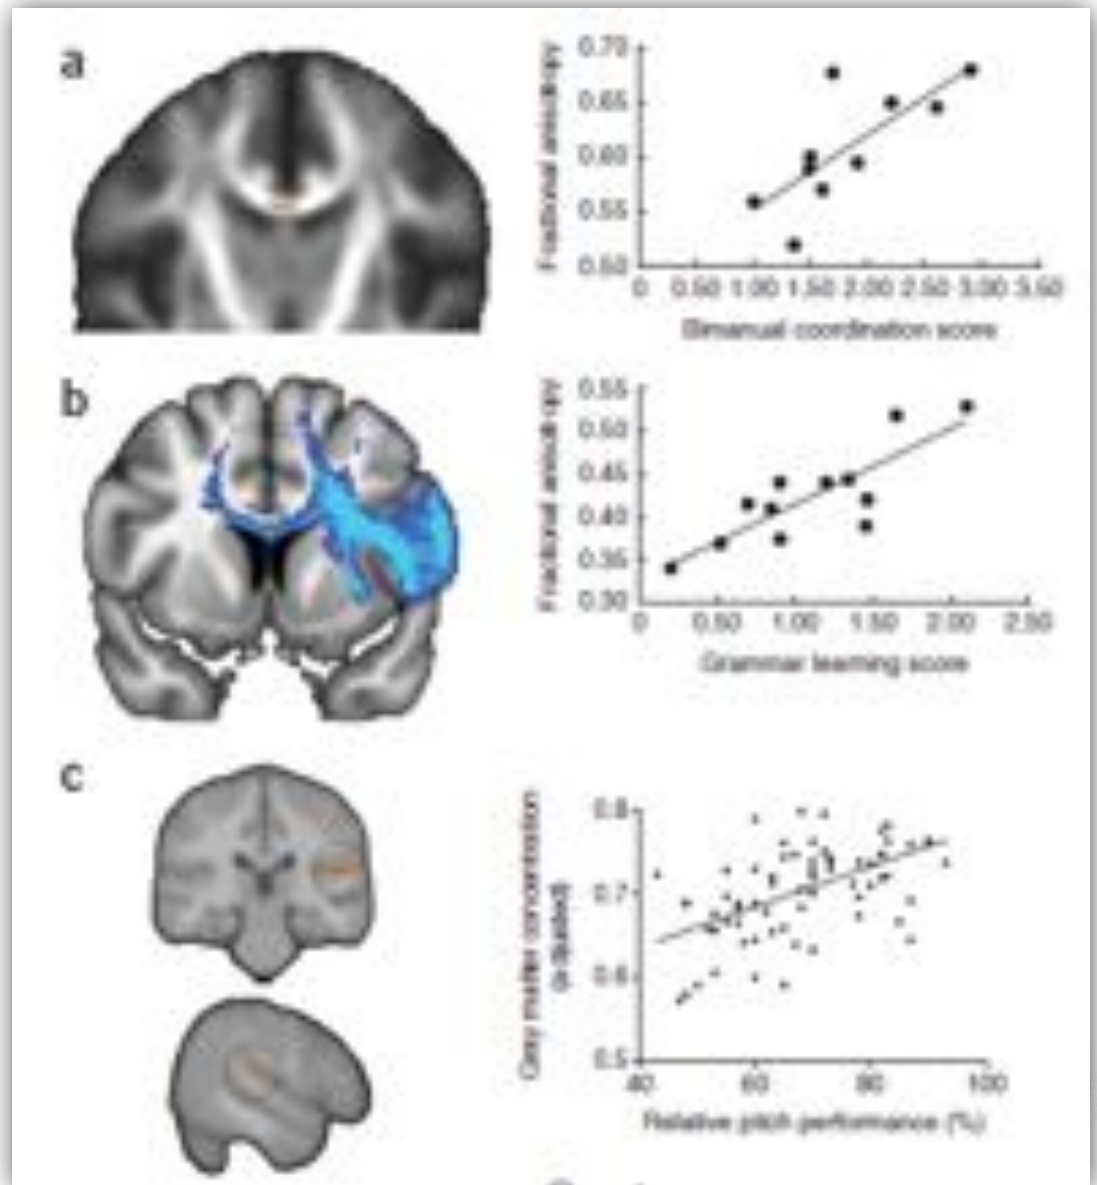 a
Fractional anisotropy
0.70
0.65
0.60
0.55
0.50
0 0.50 1.00 1.50 2.00 2.50 3.00 3.50
Bimanual coordination score
b
Fractional anisotropy
0.55
0.50
0.45
0.40
0.35
0.30
0 0.50 1.00 1.50 2.00 2.50
Grammar learning score
c
Grey matter concentration
(adjusted)
0.8
0.7
0.6
0.5
40 60 80 100
Relative pitch performance (%)